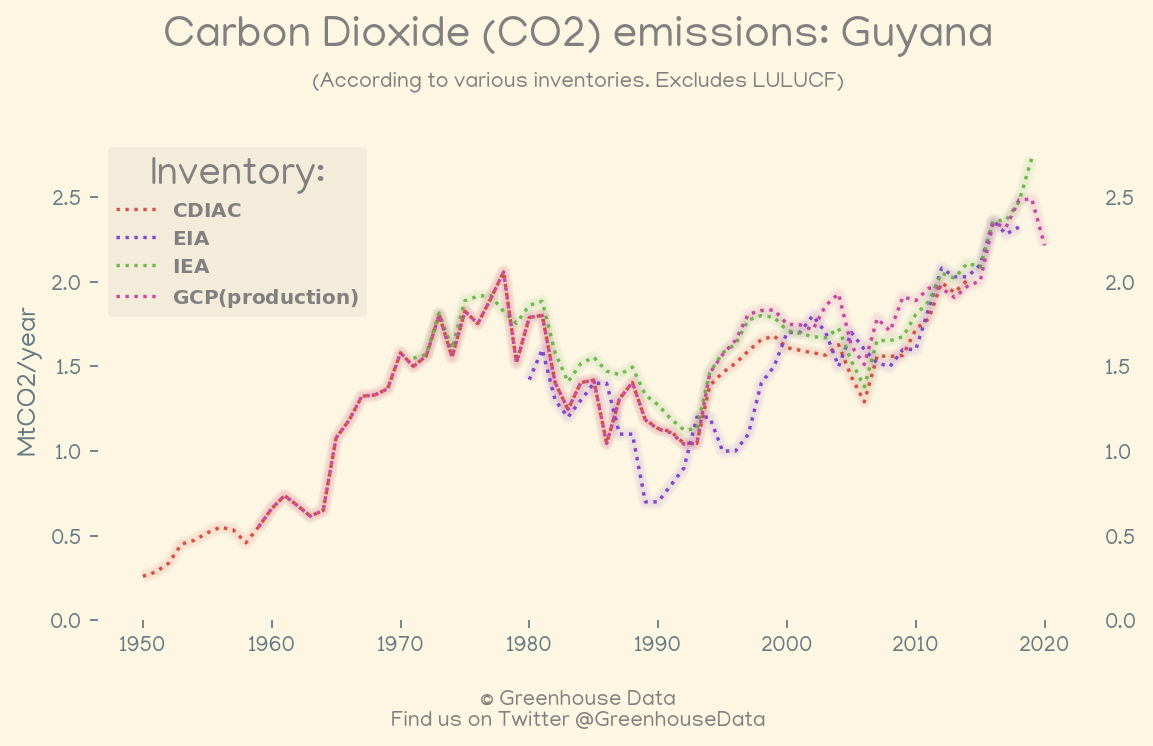 Carbon Dioxide (CO2) emissions: Guyana
(According to various inventories. Excludes LULUCF)
Inventory:
CDIAC
EIA
IEA
GCP(production)
MtCO2/year
2.5
2.0
1.5
1.0
0.5
0.0
2.5
2.0
1.5
1.0
0.5
0.0
1950 1960 1970 1980 1990 2000 2010 2020
© Greenhouse Data
Find us on Twitter @GreenhouseData